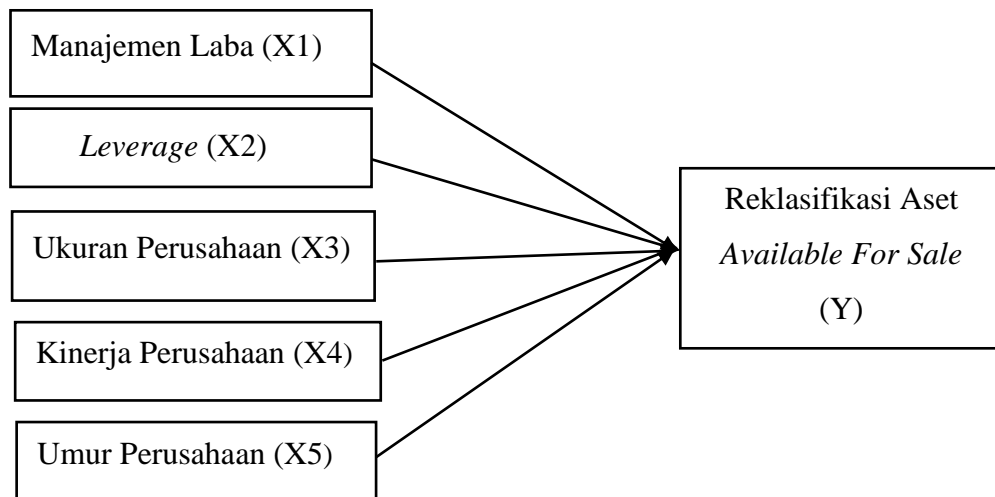 Manajemen Laba (X1)
Leverage (X2)
Ukuran Perusahaan (X3)
Kinerja Perusahaan (X4)
Umur Perusahaan (X5)
Reklasifikasi Aset
Available For Sale
(Y)